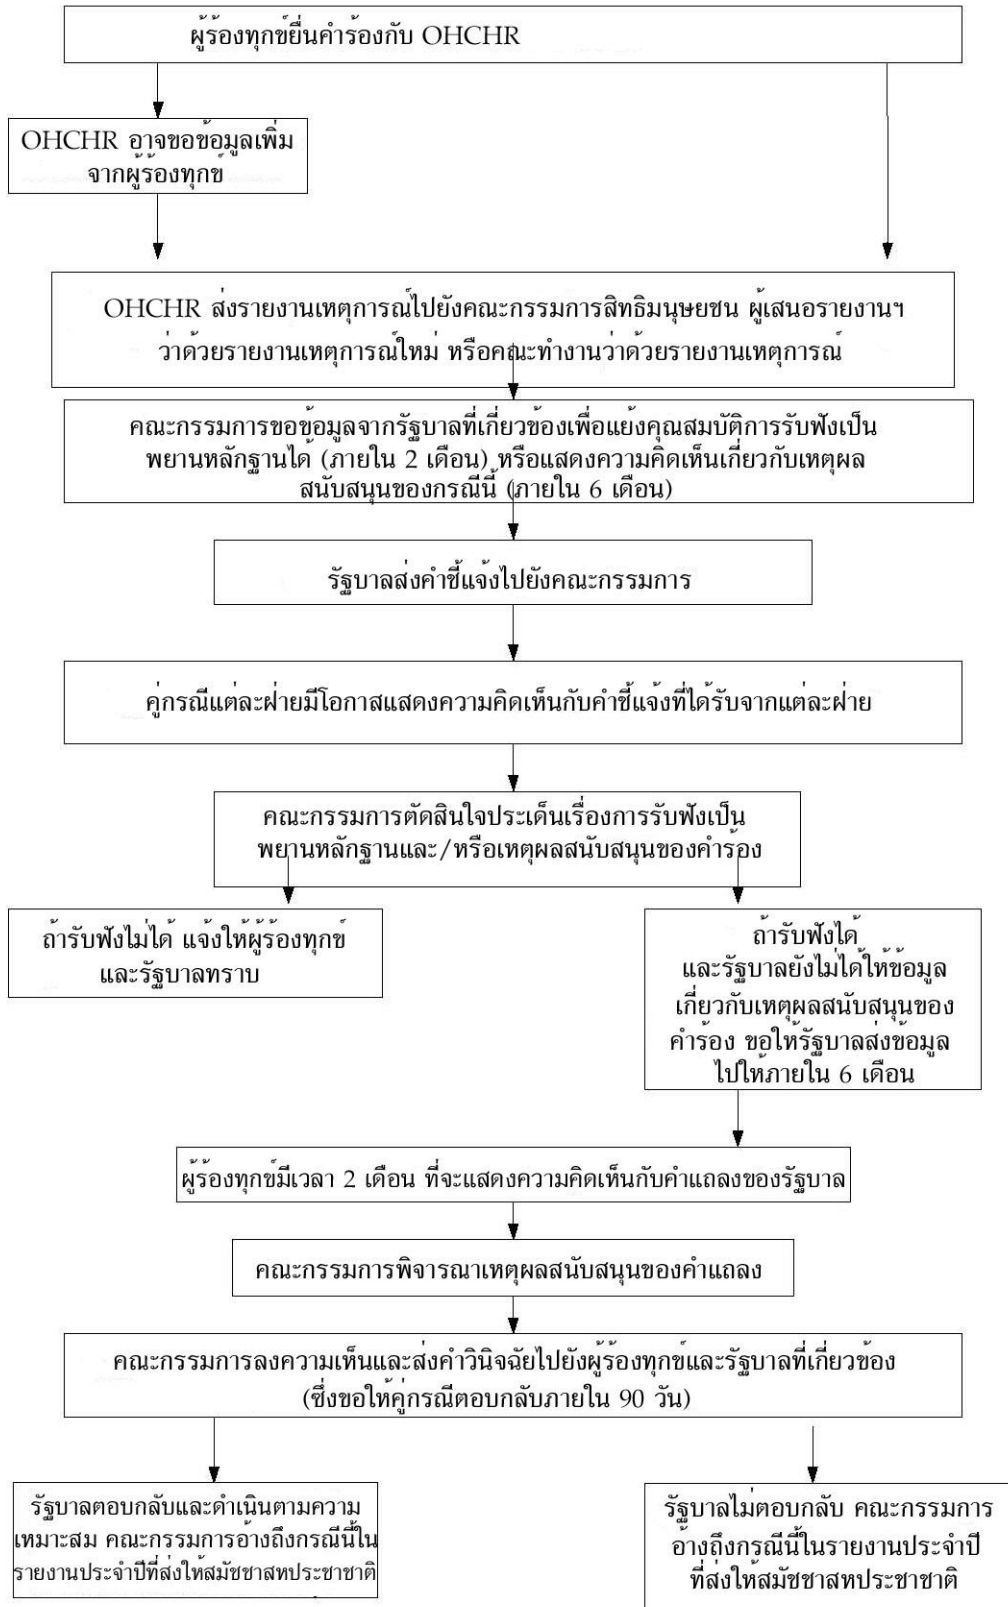 ผู้ร้องทุกข์ยื่นคำร้องกับ OHCHR
OHCHR อาจขอข้อมูลเพิ่ม
จากผู้ร้องทุกข์
OHCHR ส่งรายงานเหตุการณ์ไปยังคณะกรรมการสิทธิมนุษยชน ผู้เสนอรายงานฯ
ว่าด้วยรายงานเหตุการณ์ใหม่ หรือคณะทำงานว่าด้วยรายงานเหตุการณ์
คณะกรรมการขอข้อมูลจากรัฐบาลที่เกี่ยวข้องเพื่อแย้งคุณสมบัติการรับฟังเป็น
พยานหลักฐานได้ (ภายใน 2 เดือน) หรือแสดงความคิดเห็นเกี่ยวกับเหตุผล
สนับสนุนของกรณีนี้ (ภายใน 6 เดือน)
รัฐบาลส่งคำชี้แจ้งไปยังคณะกรรมการ
คู่กรณีแต่ละฝ่ายมีโอกาสแสดงความคิดเห็นกับคำชี้แจ้งที่ได้รับจากแต่ละฝ่าย
คณะกรรมการตัดสินใจประเด็นเรื่องการรับฟังเป็น
พยานหลักฐานและ/หรือเหตุผลสนับสนุนของคำร้อง
ถ้ารับฟังไม่ได้ แจ้งให้ผู้ร้องทุกข์
และรัฐบาลทราบ
ถ้ารับฟังได้
และรัฐบาลยังไม่ได้ให้ข้อมูล
เกี่ยวกับเหตุผลสนับสนุนของ
คำร้อง ขอให้รัฐบาลส่งข้อมูล
ไปให้ภายใน 6 เดือน
ผู้ร้องทุกข์มีเวลา 2 เดือน ที่จะแสดงความคิดเห็นกับคำแถลงของรัฐบาล
คณะกรรมการพิจารณาเหตุผลสนับสนุนของคำแถลง
คณะกรรมการลงความเห็นและส่งคำวินิจฉัยไปยังผู้ร้องทุกข์และรัฐบาลที่เกี่ยวข้อง
(ซึ่งขอให้คู่กรณีตอบกลับภายใน 90 วัน)
รัฐบาลตอบกลับและดำเนินตามความ
เหมาะสม คณะกรรมการอ้างถึงกรณีนี้ใน
รายงานประจำปีที่ส่งให้สมัชชาสหประชาชาติ
รัฐบาลไม่ตอบกลับ คณะกรรมการ
อ้างถึงกรณีนี้ในรายงานประจำปี
ที่ส่งให้สมัชชาสหประชาชาติ